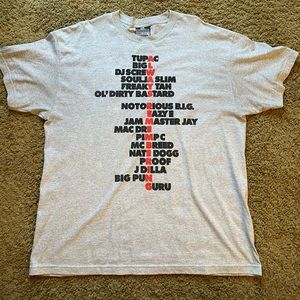 TUPAC
BIG L
DJ SCREW
SOULJA SLIM
FREAKY TAH
OL' DIRTY BASTARD
NOTORIOUS B.I.G.
EAZY E
JAM MASTER JAY
MAC DRE
PIMP C
MC BREED
NATE DOGG
PROOF
J DILLA
BIG PUN
GURU